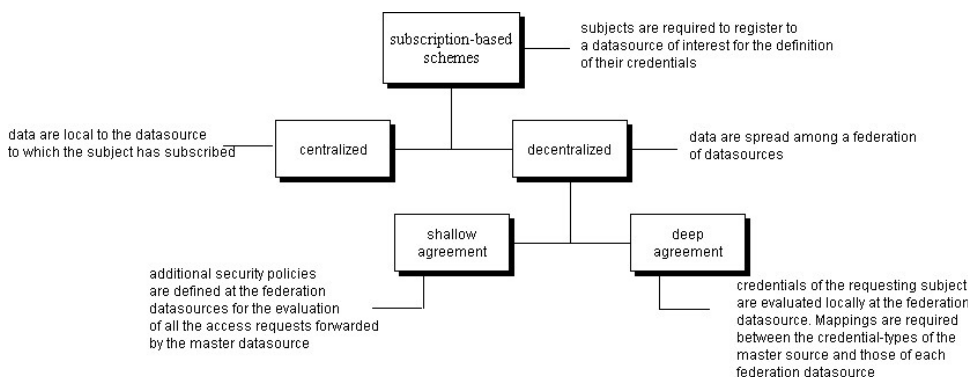 subscription-based
schemes
subjects are required to register to
a datasource of interest for the definition
of their credentials
data are local to the datasource
to which the subject has subscribed
centralized
decentralized
data are spread among a federation
of datasources
shallow
agreement
deep
agreement
additional security policies
are defined at the federation
datasources for the evaluation
of all the access requests forwarded
by the master datasource
credentials of the requesting subject
are evaluated locally at the federation
datasource. Mappings are required
between the credential-types of the
master source and those of each
federation datasource